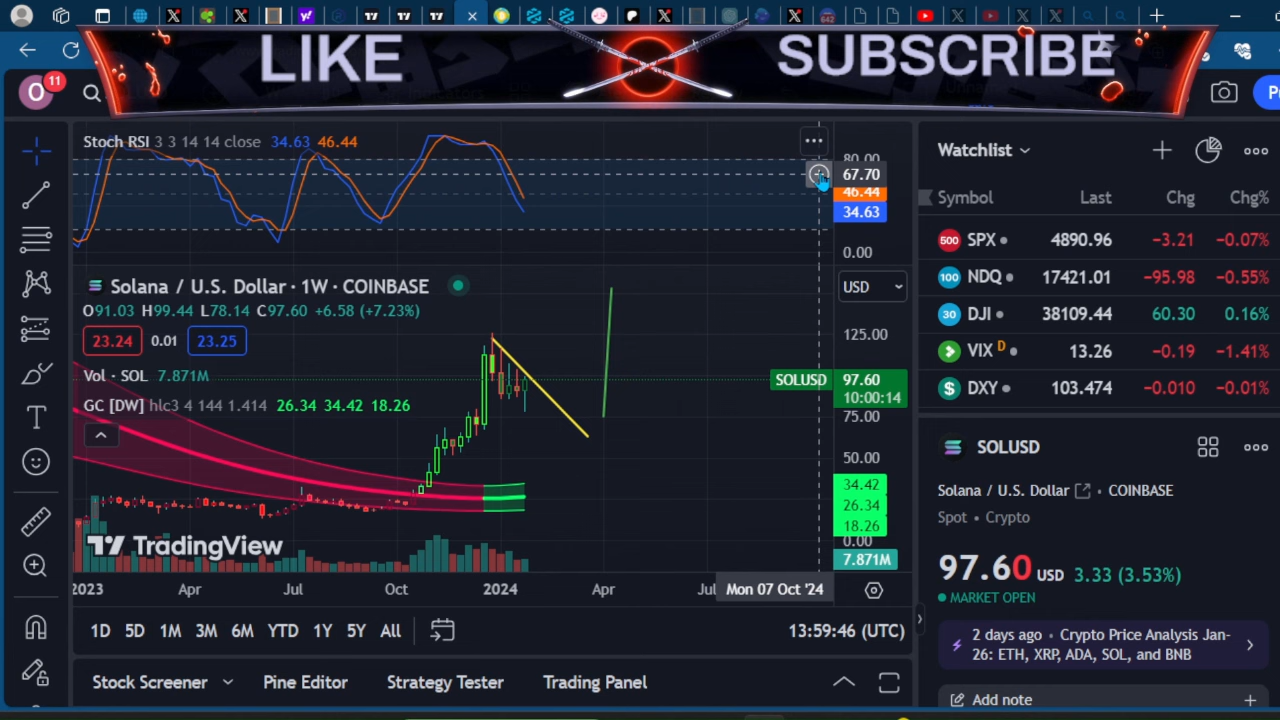 LIKE SUBSCRIBE
O 11
Stoch RSI 3 3 14 14 close 34.63 46.44
80.00
67.70
46.44
34.63
0.00
Solana / U.S. Dollar · 1W · COINBASE
USD
O91.03 H99.44 L78.14 C97.60 +6.58 (+7.23%)
23.24 0.01 23.25
125.00
Vol · SOL 7.871M
SOLUSD 97.60
10:00:14
GC [DW] hlc3 4 144 1.414 26.34 34.42 18.26
75.00
50.00
34.42
26.34
18.26
0.00
7.871M
TradingView
2023 Apr Jul Oct 2024 Apr Jul Mon 07 Oct '24
1D 5D 1M 3M 6M YTD 1Y 5Y All 13:59:46 (UTC)
Stock Screener Pine Editor Strategy Tester Trading Panel
Watchlist
Symbol Last Chg Chg%
500 SPX 4890.96 −3.21 −0.07%
100 NDQ 17421.01 −95.98 −0.55%
30 DJI 38109.44 60.30 0.16%
VIX D 13.26 −0.19 −1.41%
$ DXY 103.474 −0.010 −0.01%
SOLUSD
Solana / U.S. Dollar • COINBASE
Spot • Crypto
97.60 USD 3.33 (3.53%)
MARKET OPEN
2 days ago • Crypto Price Analysis Jan-
26: ETH, XRP, ADA, SOL, and BNB
Add note